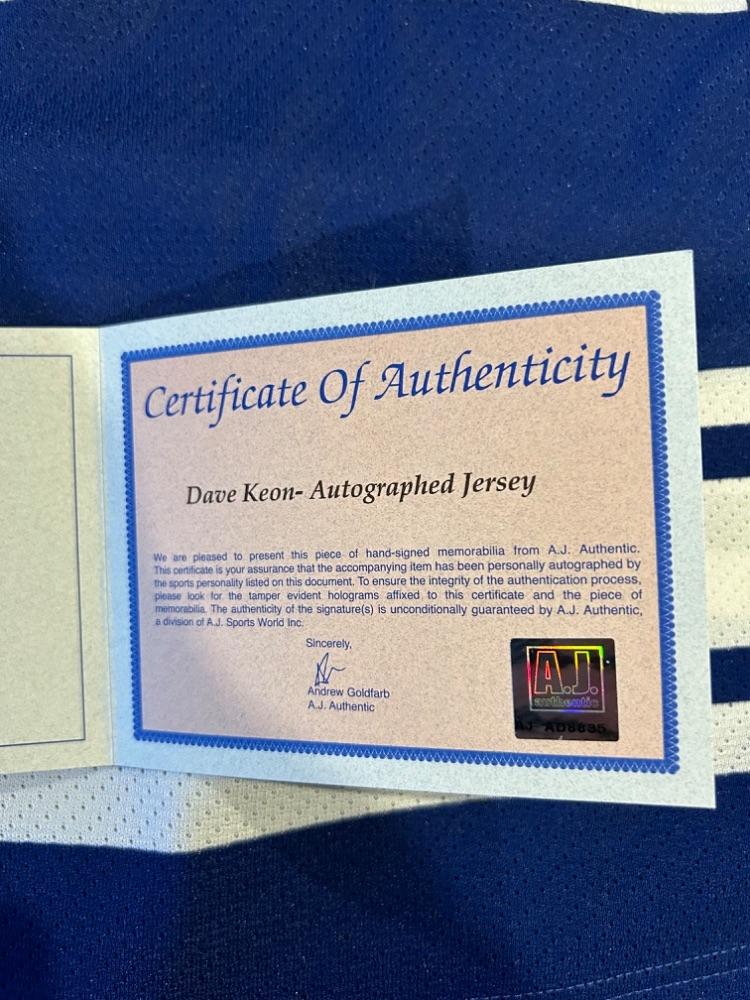 Certificate Of Authenticity
Dave Keon- Autographed Jersey
We are pleased to present this piece of hand-signed memorabilia from A.J. Authentic.
This certificate is your assurance that the accompanying item has been personally autographed by
the sports personality listed on this document. To ensure the integrity of the authentication process,
please look for the tamper evident holograms affixed to this certificate and the piece of
memorabilia. The authenticity of the signature(s) is unconditionally guaranteed by A.J. Authentic,
a division of A.J. Sports World Inc.
Sincerely,
Andrew Goldfarb
A.J. Authentic
A.J.
authentic